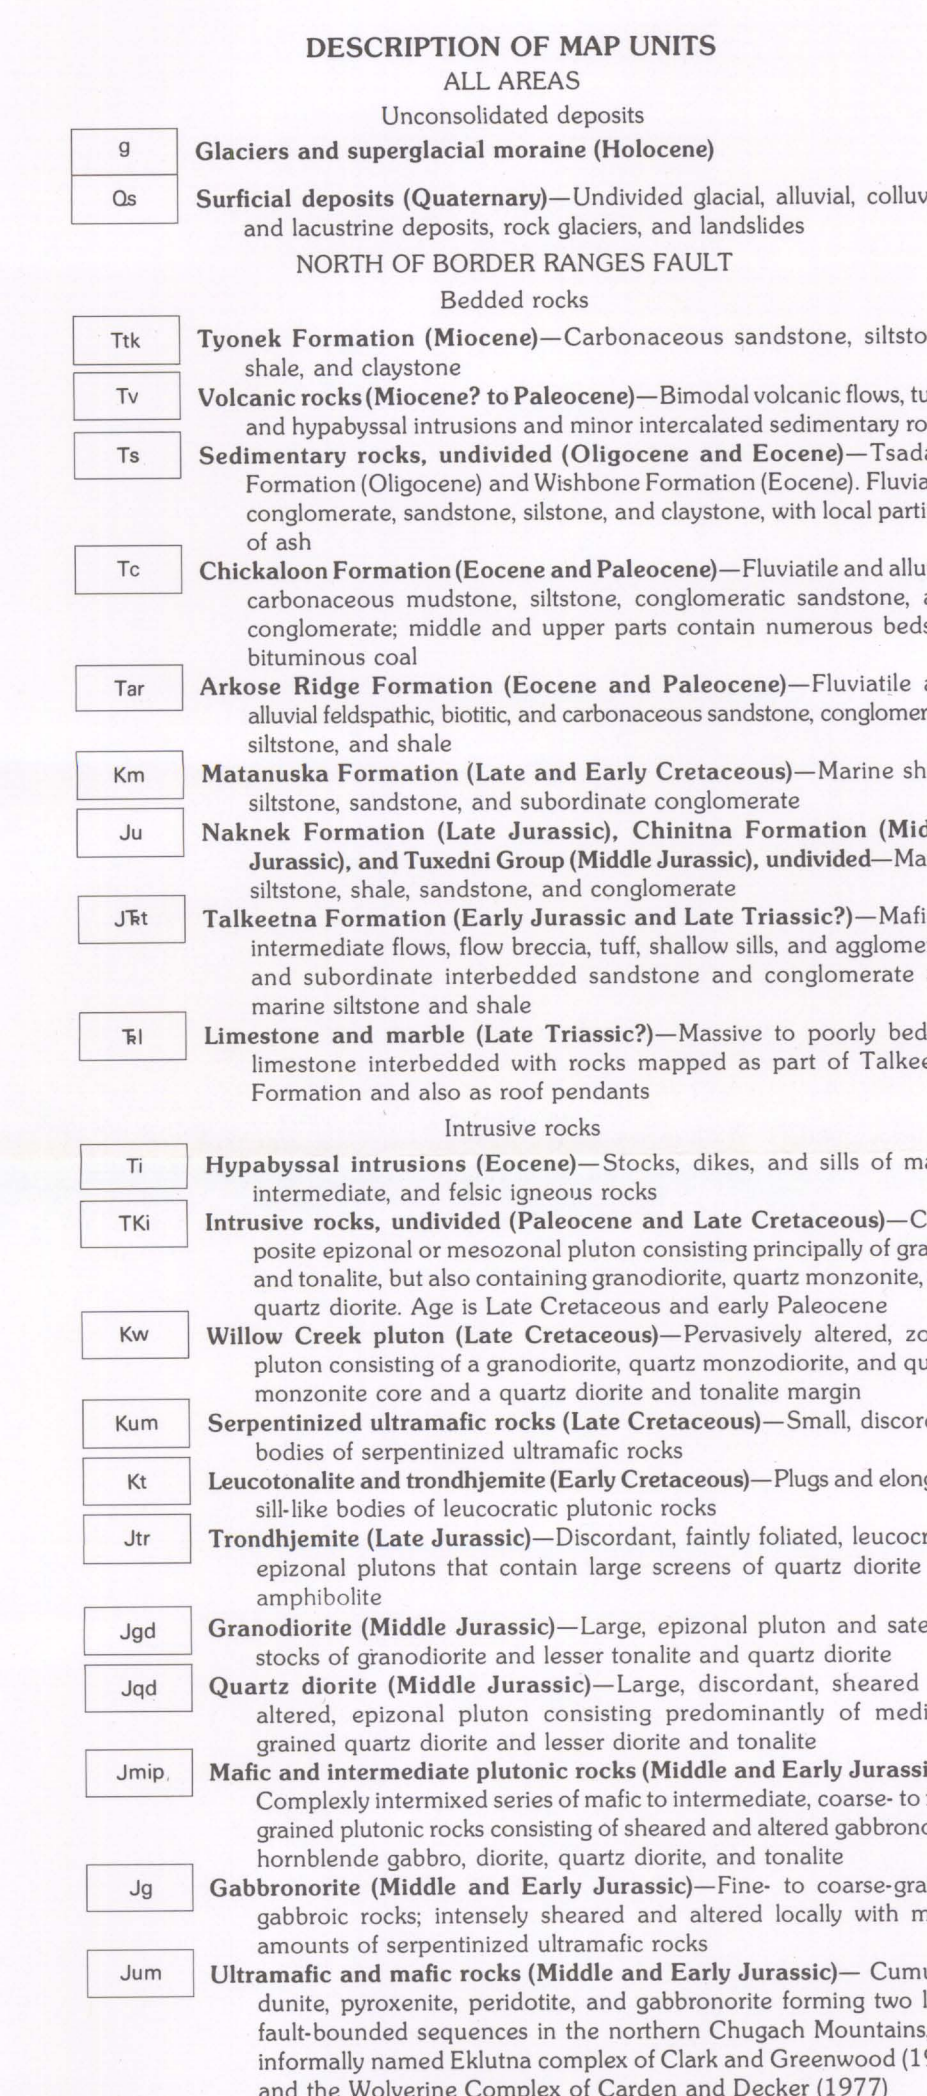 DESCRIPTION OF MAP UNITS
ALL AREAS
Unconsolidated deposits
g Glaciers and superglacial moraine (Holocene)
Qs Surficial deposits (Quaternary)—Undivided glacial, alluvial, colluv
and lacustrine deposits, rock glaciers, and landslides
NORTH OF BORDER RANGES FAULT
Bedded rocks
Ttk Tyonek Formation (Miocene)—Carbonaceous sandstone, siltsto
shale, and claystone
Tv Volcanic rocks (Miocene? to Paleocene)—Bimodal volcanic flows, tu
and hypabyssal intrusions and minor intercalated sedimentary ro
Ts Sedimentary rocks, undivided (Oligocene and Eocene)—Tsada
Formation (Oligocene) and Wishbone Formation (Eocene). Fluvia
conglomerate, sandstone, silstone, and claystone, with local parti
of ash
Tc Chickaloon Formation (Eocene and Paleocene)—Fluviatile and allu
carbonaceous mudstone, siltstone, conglomeratic sandstone, a
conglomerate; middle and upper parts contain numerous beds
bituminous coal
Tar Arkose Ridge Formation (Eocene and Paleocene)—Fluviatile a
alluvial feldspathic, biotitic, and carbonaceous sandstone, conglomer
siltstone, and shale
Km Matanuska Formation (Late and Early Cretaceous)—Marine sh
siltstone, sandstone, and subordinate conglomerate
Ju Naknek Formation (Late Jurassic), Chinitna Formation (Mid
Jurassic), and Tuxedni Group (Middle Jurassic), undivided—Ma
siltstone, shale, sandstone, and conglomerate
JTRt Talkeetna Formation (Early Jurassic and Late Triassic?)—Mafi
intermediate flows, flow breccia, tuff, shallow sills, and agglome
and subordinate interbedded sandstone and conglomerate
marine siltstone and shale
TRl Limestone and marble (Late Triassic?)—Massive to poorly bed
limestone interbedded with rocks mapped as part of Talkee
Formation and also as roof pendants
Intrusive rocks
Ti Hypabyssal intrusions (Eocene)—Stocks, dikes, and sills of ma
intermediate, and felsic igneous rocks
TKi Intrusive rocks, undivided (Paleocene and Late Cretaceous)—C
posite epizonal or mesozonal pluton consisting principally of gra
and tonalite, but also containing granodiorite, quartz monzonite,
quartz diorite. Age is Late Cretaceous and early Paleocene
Kw Willow Creek pluton (Late Cretaceous)—Pervasively altered, zo
pluton consisting of a granodiorite, quartz monzodiorite, and qu
monzonite core and a quartz diorite and tonalite margin
Kum Serpentinized ultramafic rocks (Late Cretaceous)—Small, discor
bodies of serpentinized ultramafic rocks
Kt Leucotonalite and trondhjemite (Early Cretaceous)—Plugs and elong
sill-like bodies of leucocratic plutonic rocks
Jtr Trondhjemite (Late Jurassic)—Discordant, faintly foliated, leucocr
epizonal plutons that contain large screens of quartz diorite
amphibolite
Jgd Granodiorite (Middle Jurassic)—Large, epizonal pluton and sate
stocks of granodiorite and lesser tonalite and quartz diorite
Jqd Quartz diorite (Middle Jurassic)—Large, discordant, sheared
altered, epizonal pluton consisting predominantly of medi
grained quartz diorite and lesser diorite and tonalite
Jmip Mafic and intermediate plutonic rocks (Middle and Early Jurassi
Complexly intermixed series of mafic to intermediate, coarse- to
grained plutonic rocks consisting of sheared and altered gabbrono
hornblende gabbro, diorite, quartz diorite, and tonalite
Jg Gabbronorite (Middle and Early Jurassic)—Fine- to coarse-gra
gabbroic rocks; intensely sheared and altered locally with m
amounts of serpentinized ultramafic rocks
Jum Ultramafic and mafic rocks (Middle and Early Jurassic)— Cumu
dunite, pyroxenite, peridotite, and gabbronorite forming two l
fault-bounded sequences in the northern Chugach Mountains
informally named Eklutna complex of Clark and Greenwood (19
and the Wolverine Complex of Carden and Decker (1977)